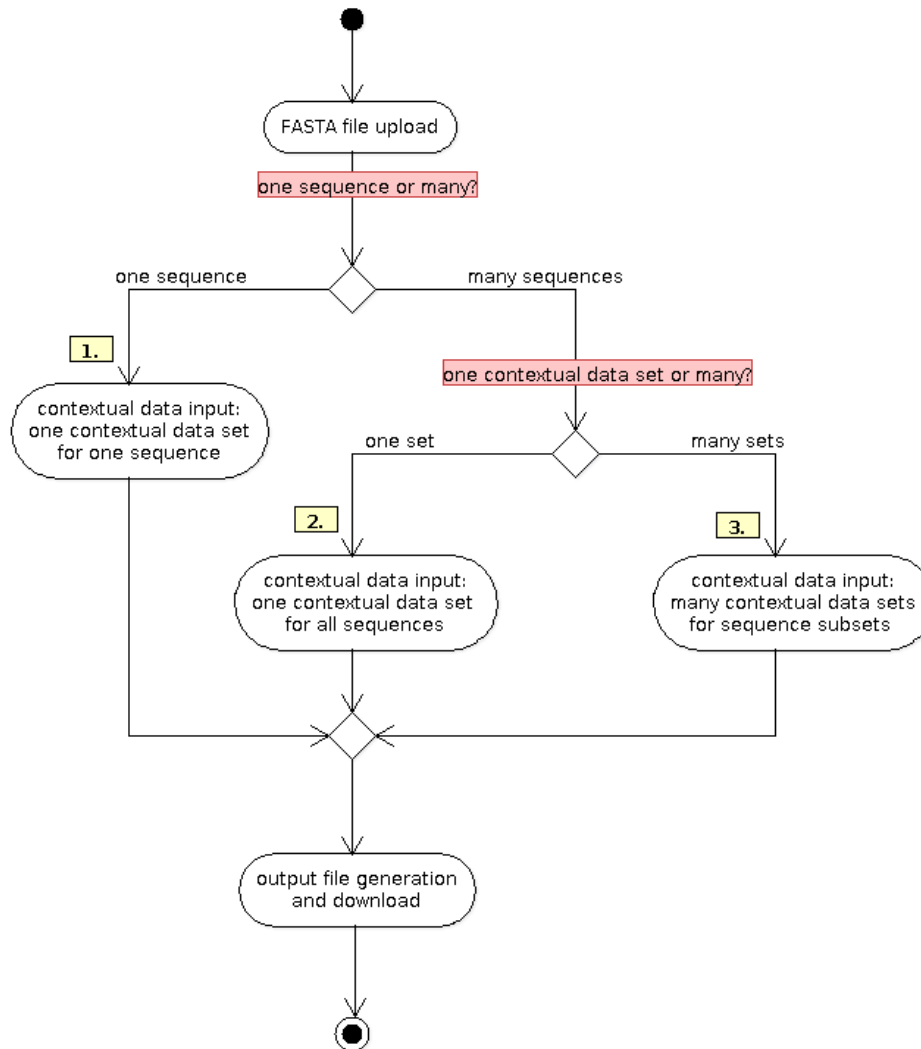 FASTA file upload
one sequence or many?
one sequence
many sequences
1.
one contextual data set or many?
contextual data input:
one contextual data set
for one sequence
one set
many sets
2.
3.
contextual data input:
one contextual data set
for all sequences
contextual data input:
many contextual data sets
for sequence subsets
output file generation
and download